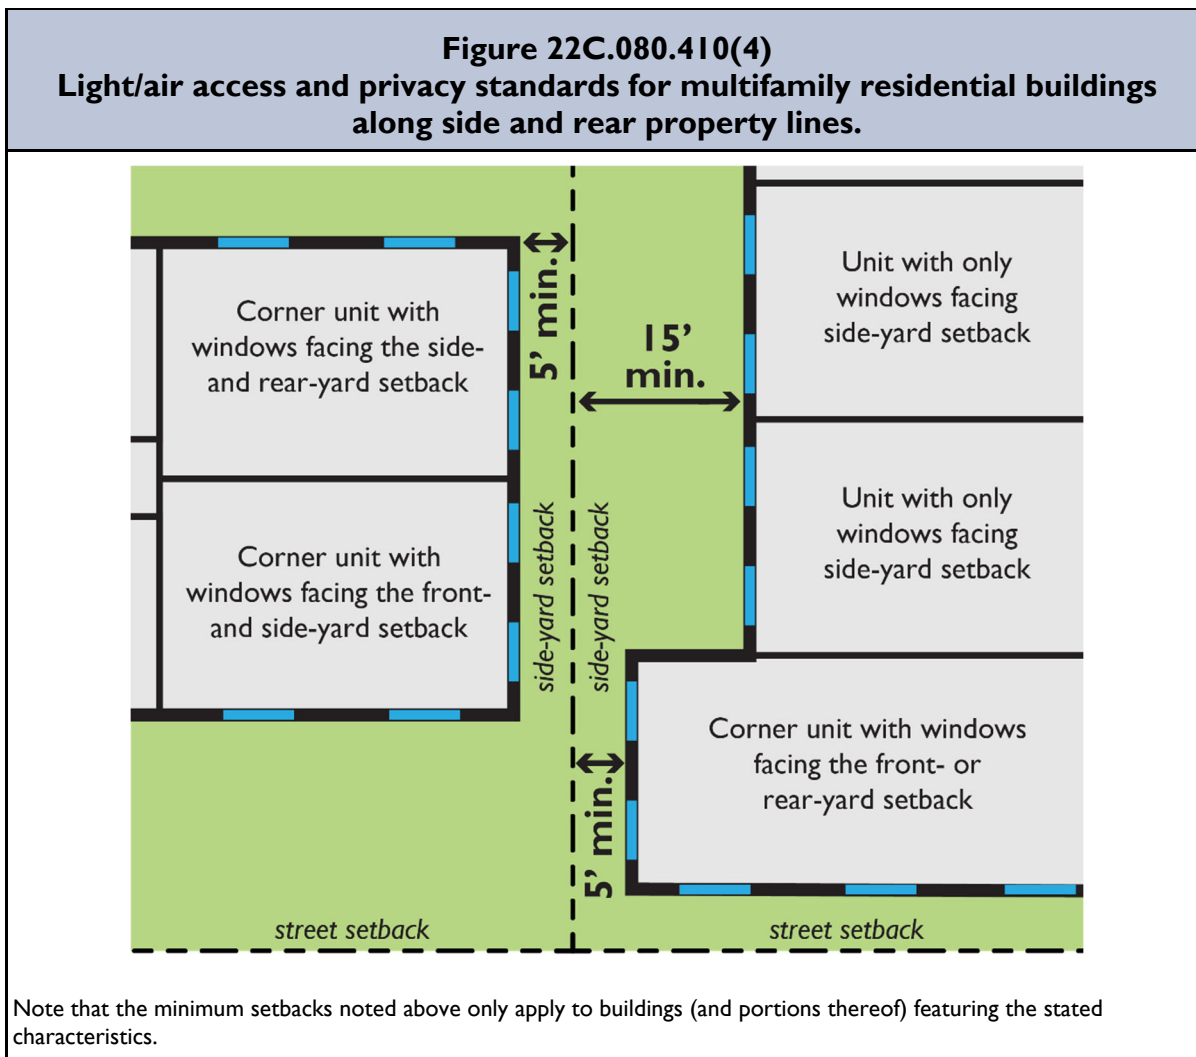 Figure 22C.080.410(4)
Light/air access and privacy standards for multifamily residential buildings
along side and rear property lines.
Corner unit with
windows facing the side-
and rear-yard setback
5' min.
15'
min.
Unit with only
windows facing
side-yard setback
Corner unit with
windows facing the front-
and side-yard setback
side-yard setback
side-yard setback
Unit with only
windows facing
side-yard setback
5' min.
Corner unit with windows
facing the front- or
rear-yard setback
street setback
street setback
Note that the minimum setbacks noted above only apply to buildings (and portions thereof) featuring the stated
characteristics.